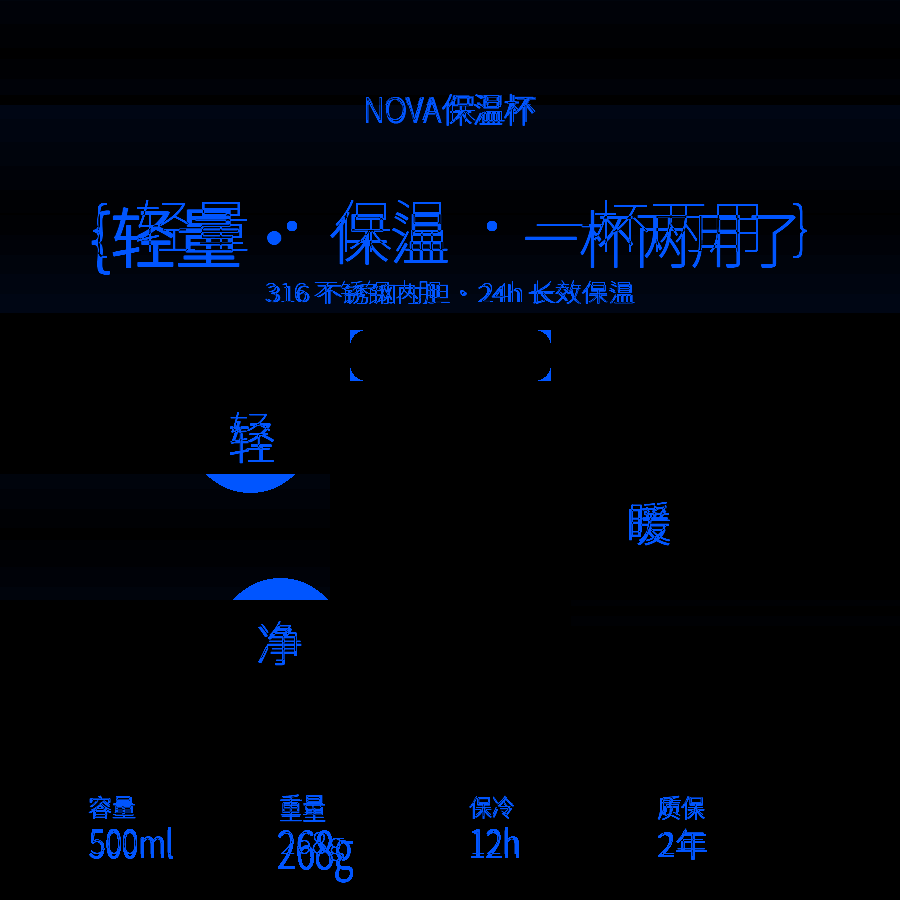 NOVA保温杯
{轻量 · 保温 · 一杯两用了}
316 不锈钢内胆 · 24h 长效保温
轻
暖
净
容量 重量 保冷 质保
500ml 268g 12h 2年